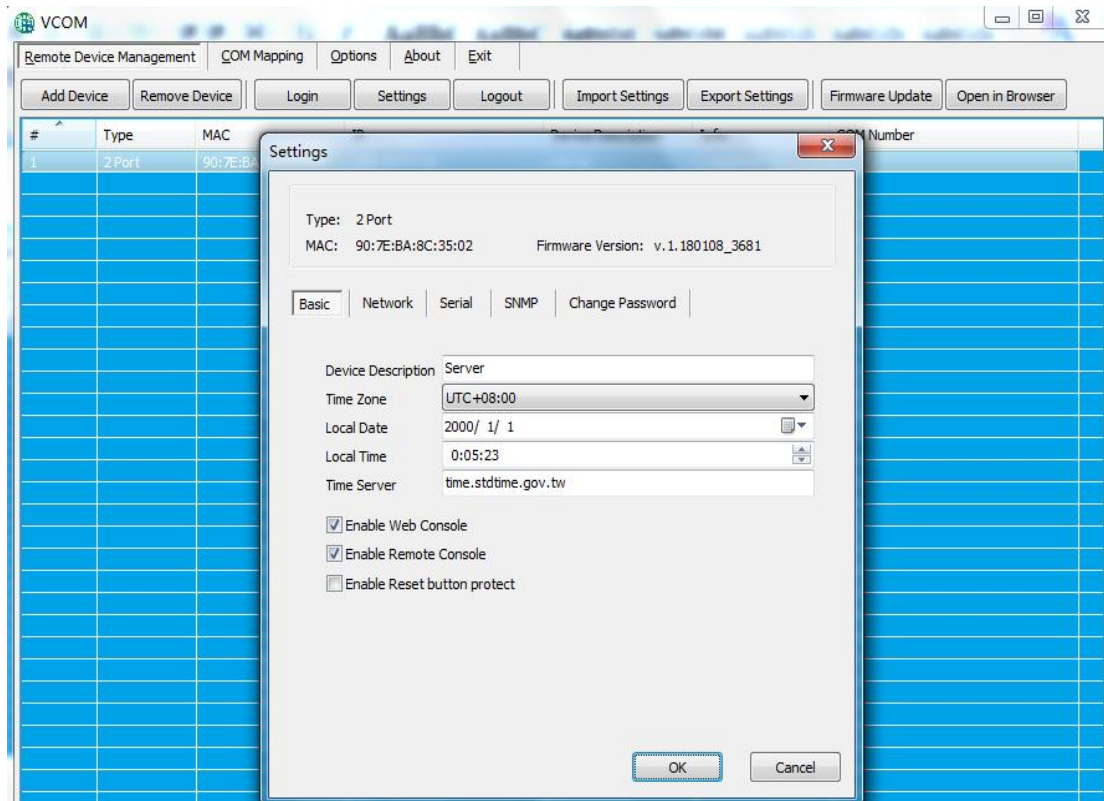 VCOM
Remote Device Management COM Mapping Options About Exit
Add Device Remove Device Login Settings Logout Import Settings Export Settings Firmware Update Open in Browser
# Type MAC Number
1 2 Port 90:7E:BA
Settings
Type: 2 Port
MAC: 90:7E:BA:8C:35:02 Firmware Version: v.1.180108_3681
Basic Network Serial SNMP Change Password
Device Description Server
Time Zone UTC+08:00
Local Date 2000/ 1/ 1
Local Time 0:05:23
Time Server time.stdtime.gov.tw
Enable Web Console
Enable Remote Console
Enable Reset button protect
OK Cancel